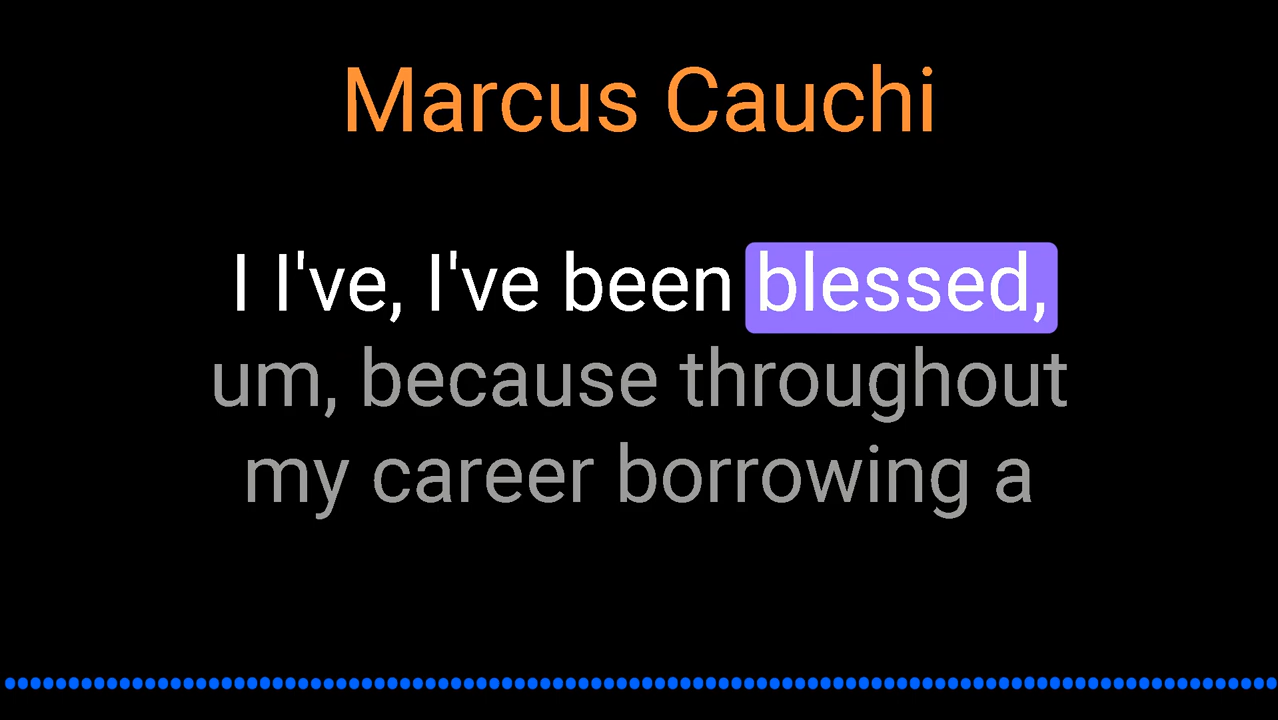 Marcus Cauchi
I I've, I've been blessed,
um, because throughout
my career borrowing a